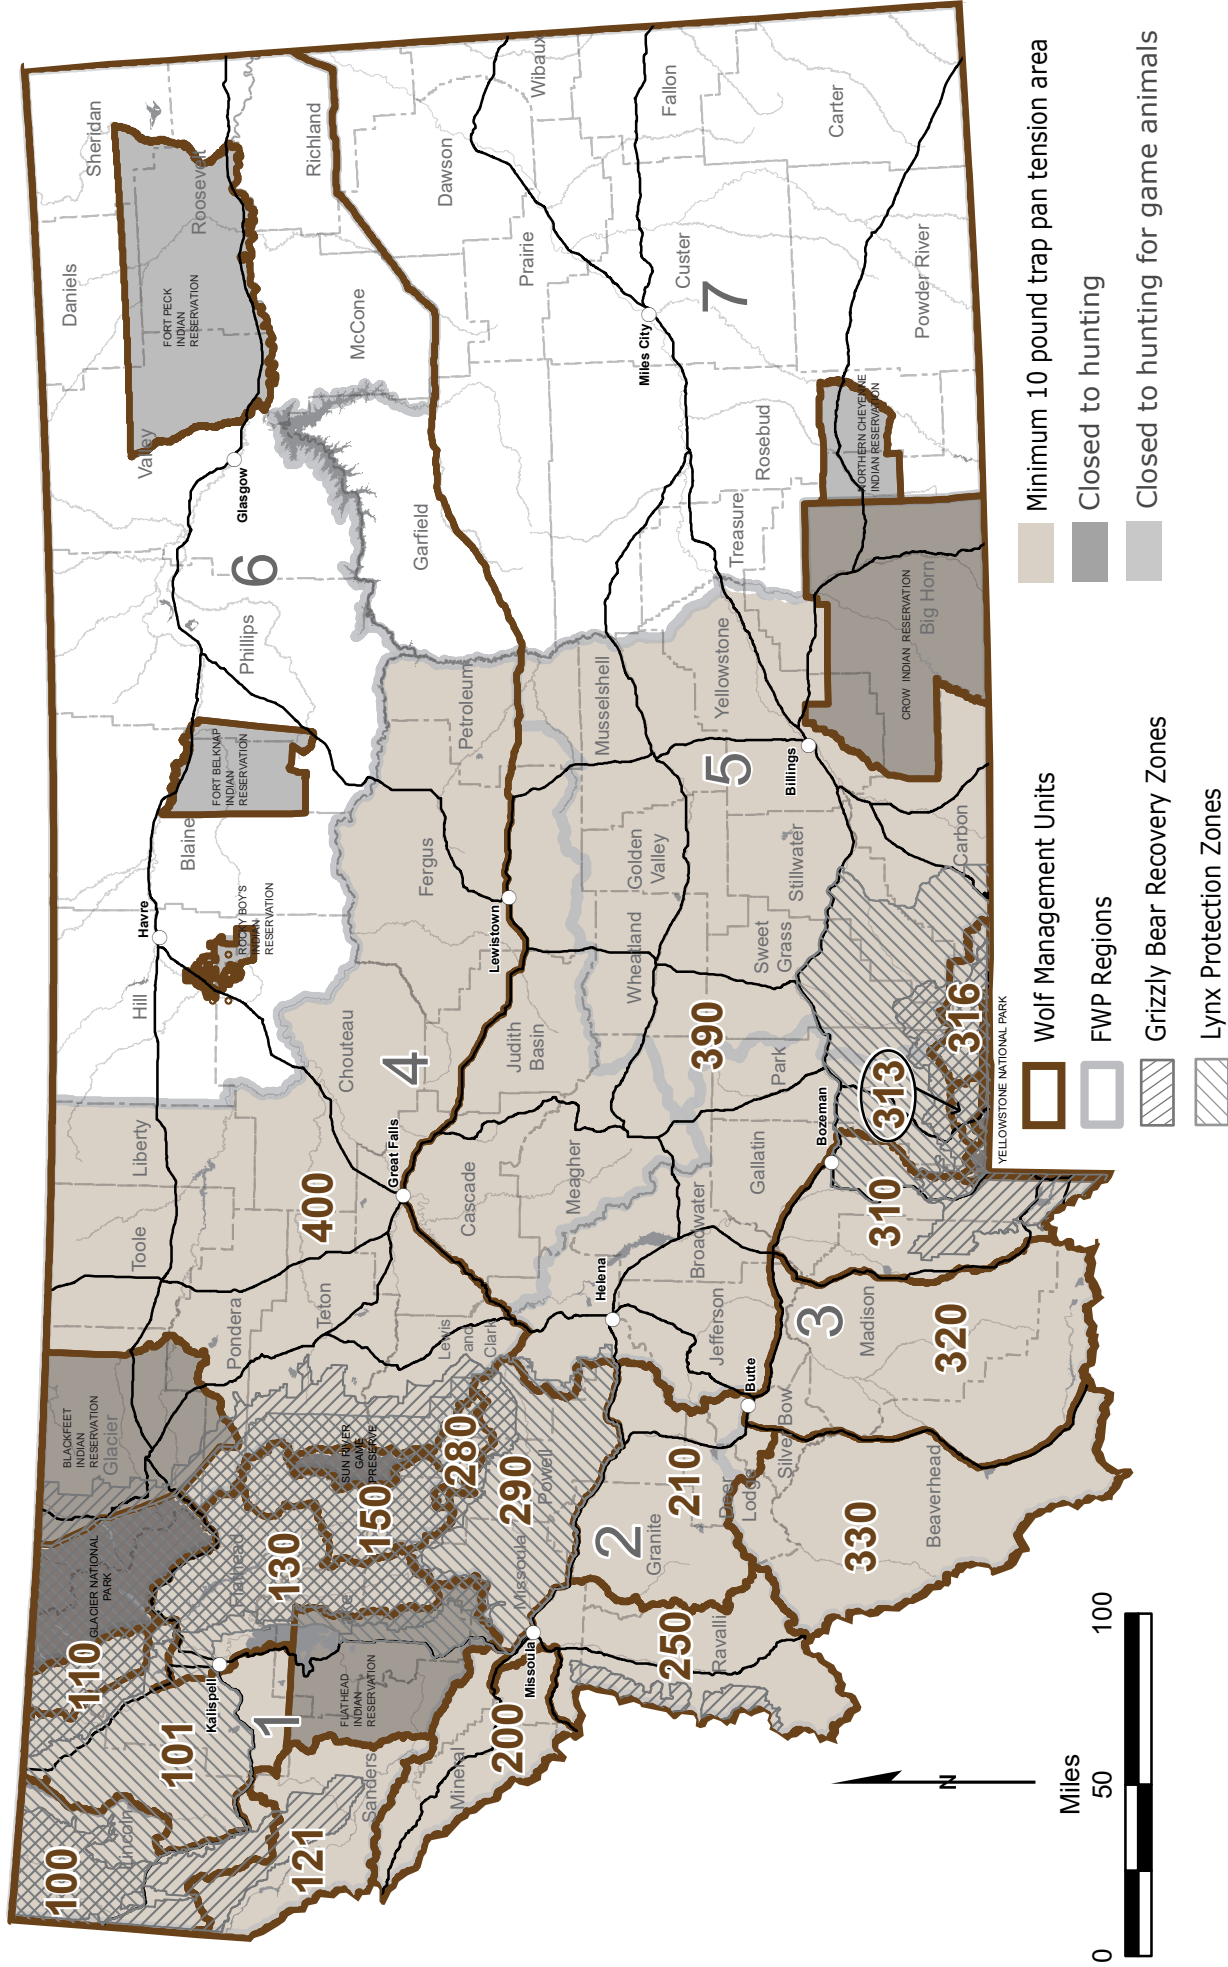 100
Lincoln
101
110
Kalispell
1
121
Sanders
Mineral
200
Missoula
FLATHEAD
INDIAN
RESERVATION
GLACIER NATIONAL
PARK
Flathead
130
150
BLACKFEET
INDIAN
RESERVATION
Glacier
SUN RIVER
GAME
PRESERVE
280
290
Powell
Missoula
2
Granite
210
250
Ravalli
Deer
Lodge
Silver Bow
Butte
330
Beaverhead
320
Madison
3
310
Jefferson
Broadwater
Helena
Lewis
and
Clark
Teton
Pondera
Toole
Liberty
400
Great Falls
Cascade
Meagher
Gallatin
Bozeman
313
316
YELLOWSTONE NATIONAL PARK
Park
390
4
Chouteau
Judith
Basin
Hill
Havre
ROCKY BOY'S
INDIAN
RESERVATION
Blaine
FORT BELKNAP
INDIAN
RESERVATION
Fergus
Lewistown
Wheatland
Golden
Valley
Sweet
Grass
Stillwater
Carbon
5
Billings
Petroleum
Musselshell
Yellowstone
Phillips
6
Glasgow
Valley
Garfield
Treasure
Rosebud
CROW INDIAN RESERVATION
Big Horn
NORTHERN CHEYENNE
INDIAN RESERVATION
Daniels
FORT PECK
INDIAN
RESERVATION
Roosevelt
Sheridan
Richland
McCone
Dawson
Prairie
Wibaux
Miles City
Custer
7
Fallon
Carter
Powder River
N
Miles
0
50
100
Wolf Management Units
FWP Regions
Grizzly Bear Recovery Zones
Lynx Protection Zones
Minimum 10 pound trap pan tension area
Closed to hunting
Closed to hunting for game animals